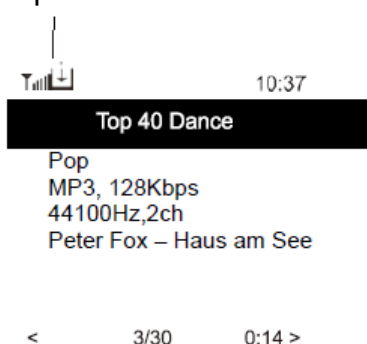 10:37
Top 40 Dance
Pop
MP3, 128Kbps
44100Hz,2ch
Peter Fox – Haus am See
< 3/30 0:14 >